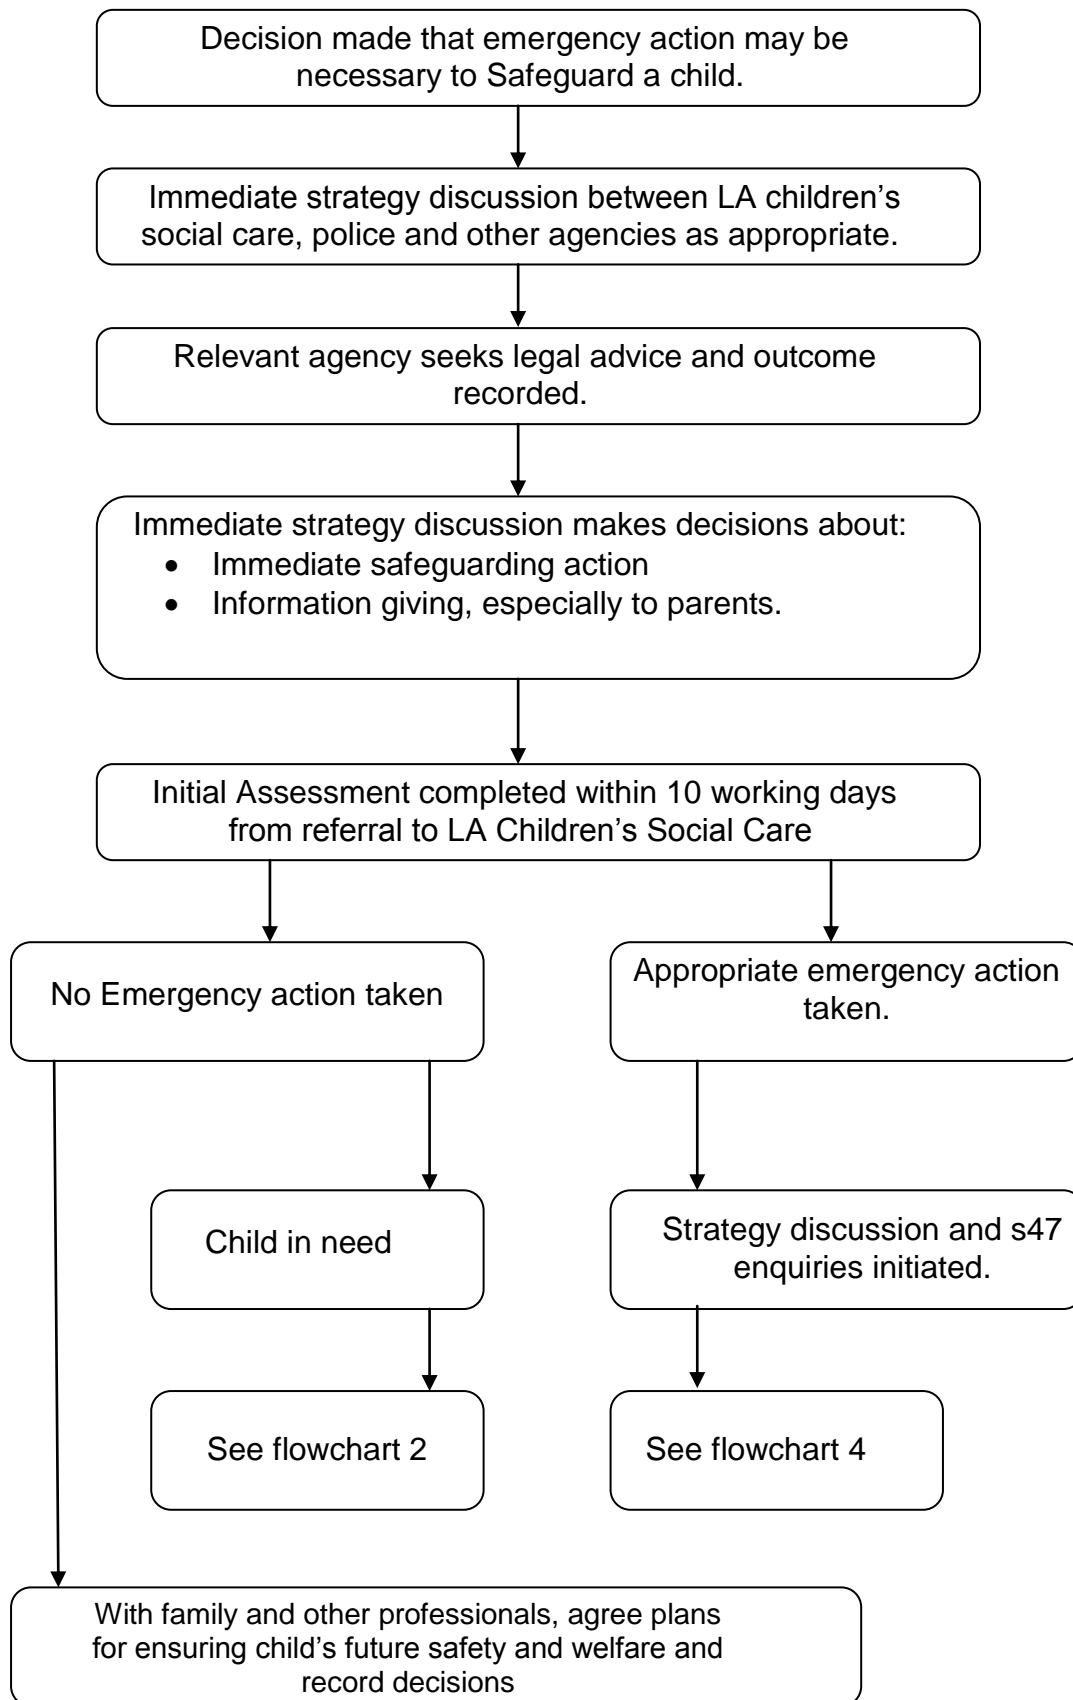 Decision made that emergency action may be
necessary to Safeguard a child.
Immediate strategy discussion between LA children's
social care, police and other agencies as appropriate.
Relevant agency seeks legal advice and outcome
recorded.
Immediate strategy discussion makes decisions about:
• Immediate safeguarding action
• Information giving, especially to parents.
Initial Assessment completed within 10 working days
from referral to LA Children's Social Care
No Emergency action taken
Appropriate emergency action
taken.
Child in need
Strategy discussion and s47
enquiries initiated.
See flowchart 2
See flowchart 4
With family and other professionals, agree plans
for ensuring child's future safety and welfare and
record decisions